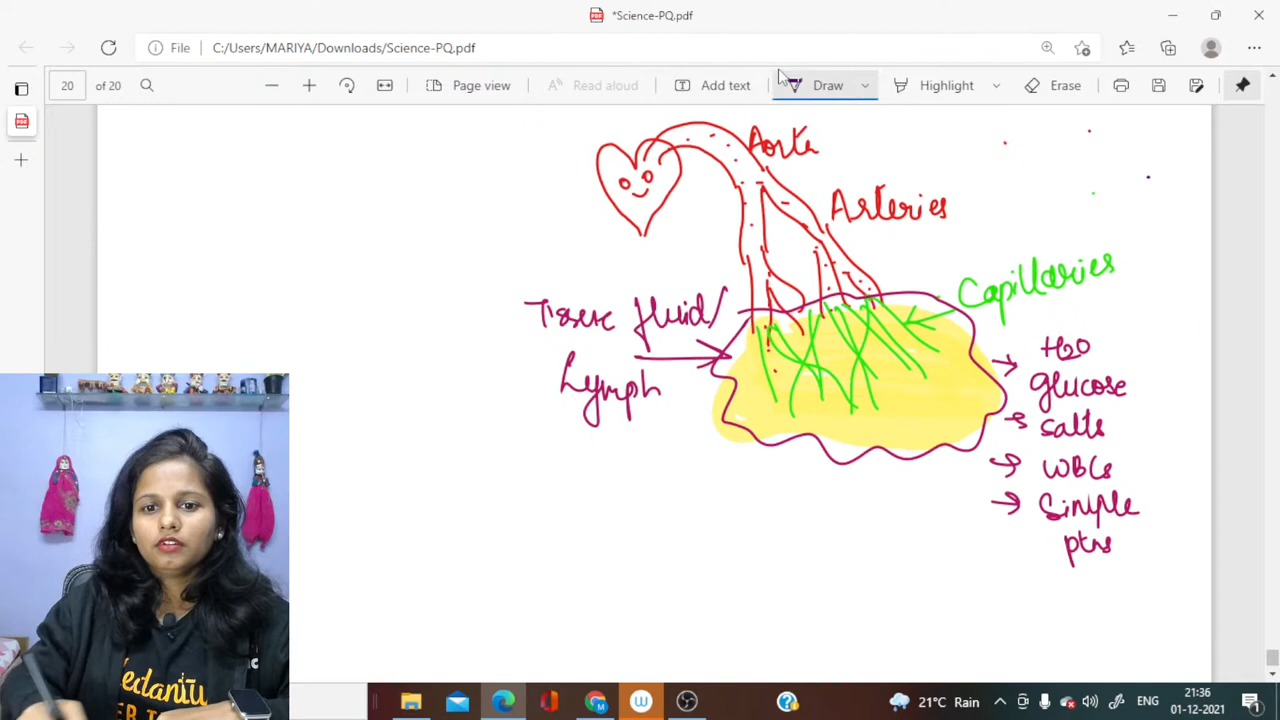 *Science-PQ.pdf
File C:/Users/MARIYA/Downloads/Science-PQ.pdf
20 of 20 Page view Read aloud Add text Draw Highlight Erase
Aorta
Arteries
Capillaries
Tissue fluid/
Lymph
H2O
glucose
salts
WBCs
Simple
ptns
Vedantu
21°C Rain ENG 21:36
01-12-2021